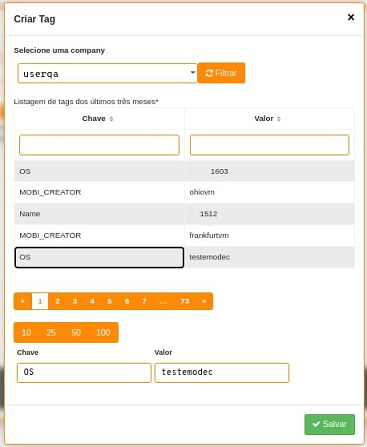 Criar Tag ×
Selecione uma company
userqa Filtrar
Listagem de tags dos últimos três meses*
Chave Valor
OS 1603
MOBI_CREATOR ohiovm
Name 1512
MOBI_CREATOR frankfurtvm
OS testemodec
« 1 2 3 4 5 6 7 ... 73 »
10 25 50 100
Chave Valor
OS testemodec
Salvar